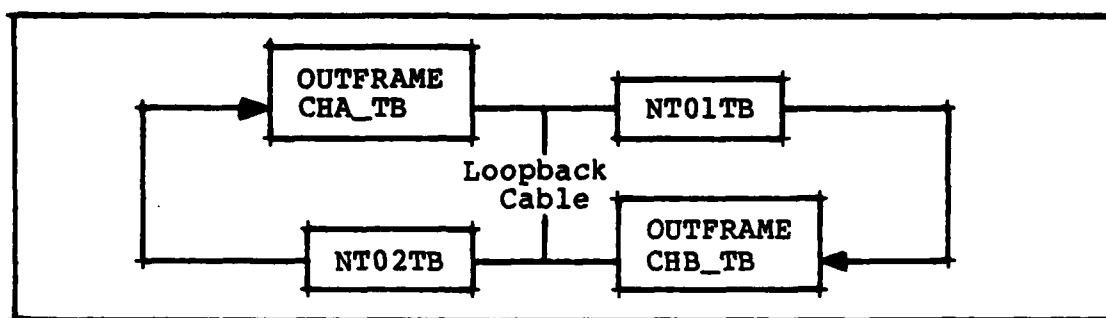 OUTFRAME
CHA_TB
NT01TB
Loopback
Cable
OUTFRAME
CHB_TB
NT02TB